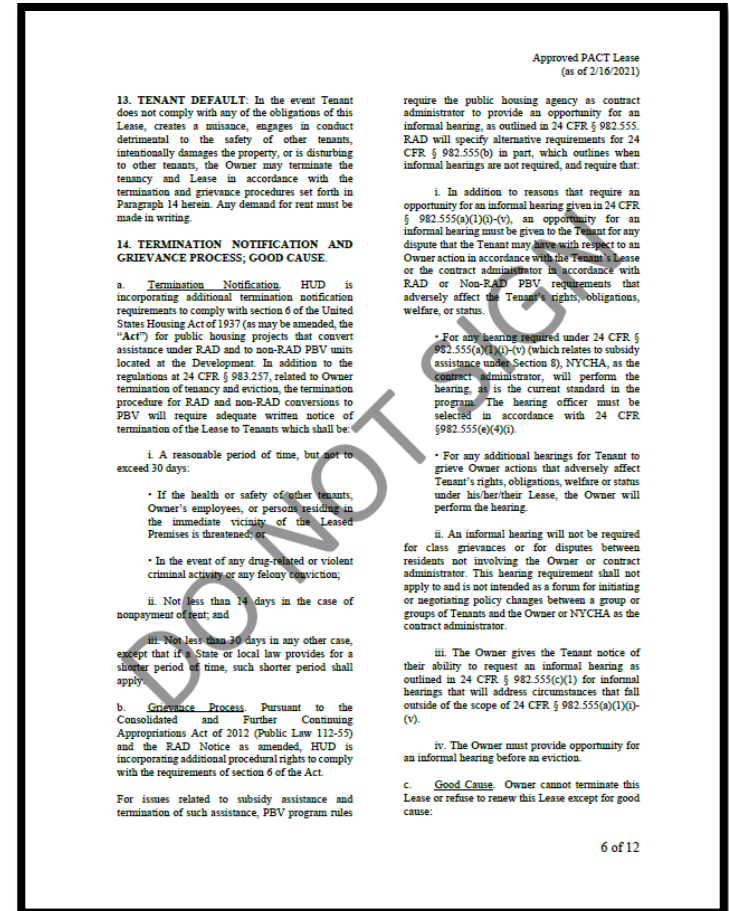 Approved PACT Lease
(as of 2/16/2021)
13. TENANT DEFAULT: In the event Tenant
does not comply with any of the obligations of this
Lease, creates a nuisance, engages in conduct
detrimental to the safety of other tenants,
intentionally damages the property, or is disturbing
to other tenants, the Owner may terminate the
tenancy and Lease in accordance with the
termination and grievance procedures set forth in
Paragraph 14 herein. Any demand for rent must be
made in writing.
14. TERMINATION NOTIFICATION AND
GRIEVANCE PROCESS; GOOD CAUSE.
a. Termination Notification. HUD is
incorporating additional termination notification
requirements to comply with section 6 of the United
States Housing Act of 1937 (as may be amended, the
“Act”) for public housing projects that convert
assistance under RAD and to non-RAD PBV units
located at the Development. In addition to the
regulations at 24 CFR § 983.257, related to Owner
termination of tenancy and eviction, the termination
procedure for RAD and non-RAD conversions to
PBV will require adequate written notice of
termination of the Lease to Tenants which shall be:
i. A reasonable period of time, but not to
exceed 30 days:
• If the health or safety of other tenants,
Owner’s employees, or persons residing in
the immediate vicinity of the Leased
Premises is threatened; or
• In the event of any drug-related or violent
criminal activity or any felony conviction;
ii. Not less than 14 days in the case of
nonpayment of rent; and
iii. Not less than 30 days in any other case,
except that if a State or local law provides for a
shorter period of time, such shorter period shall
apply.
b. Grievance Process. Pursuant to the
Consolidated and Further Continuing
Appropriations Act of 2012 (Public Law 112-55)
and the RAD Notice as amended, HUD is
incorporating additional procedural rights to comply
with the requirements of section 6 of the Act.
For issues related to subsidy assistance and
termination of such assistance, PBV program rules
require the public housing agency as contract
administrator to provide an opportunity for an
informal hearing, as outlined in 24 CFR § 982.555.
RAD will specify alternative requirements for 24
CFR § 982.555(b) in part, which outlines when
informal hearings are not required, and require that:
i. In addition to reasons that require an
opportunity for an informal hearing given in 24 CFR
§ 982.555(a)(1)(i)-(v), an opportunity for an
informal hearing must be given to the Tenant for any
dispute that the Tenant may have with respect to an
Owner action in accordance with the Tenant’s Lease
or the contract administrator in accordance with
RAD or Non-RAD PBV requirements that
adversely affect the Tenant’s rights, obligations,
welfare, or status.
• For any hearing required under 24 CFR §
982.555(a)(1)(i)-(v) (which relates to subsidy
assistance under Section 8), NYCHA, as the
contract administrator, will perform the
hearing, as is the current standard in the
program. The hearing officer must be
selected in accordance with 24 CFR
§982.555(e)(4)(i).
• For any additional hearings for Tenant to
grieve Owner actions that adversely affect
Tenant’s rights, obligations, welfare or status
under his/her/their Lease, the Owner will
perform the hearing.
ii. An informal hearing will not be required
for class grievances or for disputes between
residents not involving the Owner or contract
administrator. This hearing requirement shall not
apply to and is not intended as a forum for initiating
or negotiating policy changes between a group or
groups of Tenants and the Owner or NYCHA as the
contract administrator.
iii. The Owner gives the Tenant notice of
their ability to request an informal hearing as
outlined in 24 CFR § 982.555(c)(1) for informal
hearings that will address circumstances that fall
outside of the scope of 24 CFR § 982.555(a)(1)(i)-
(v).
iv. The Owner must provide opportunity for
an informal hearing before an eviction.
c. Good Cause. Owner cannot terminate this
Lease or refuse to renew this Lease except for good
cause:
DO NOT SIGN
6 of 12